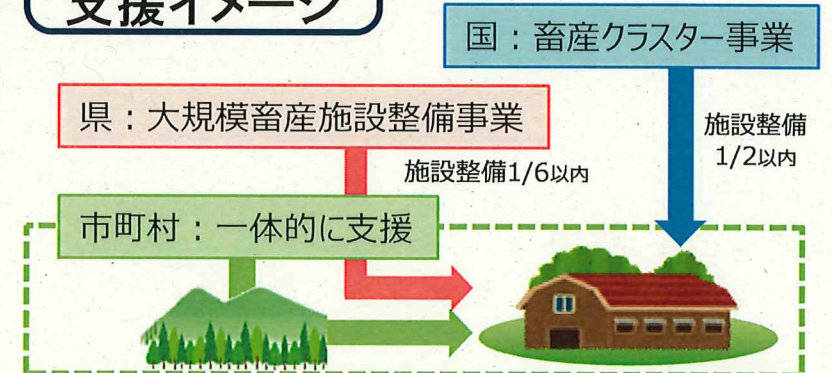 支援イメージ
国：畜産クラスター事業
県：大規模畜産施設整備事業
施設整備
1/2以内
施設整備1/6以内
市町村：一体的に支援